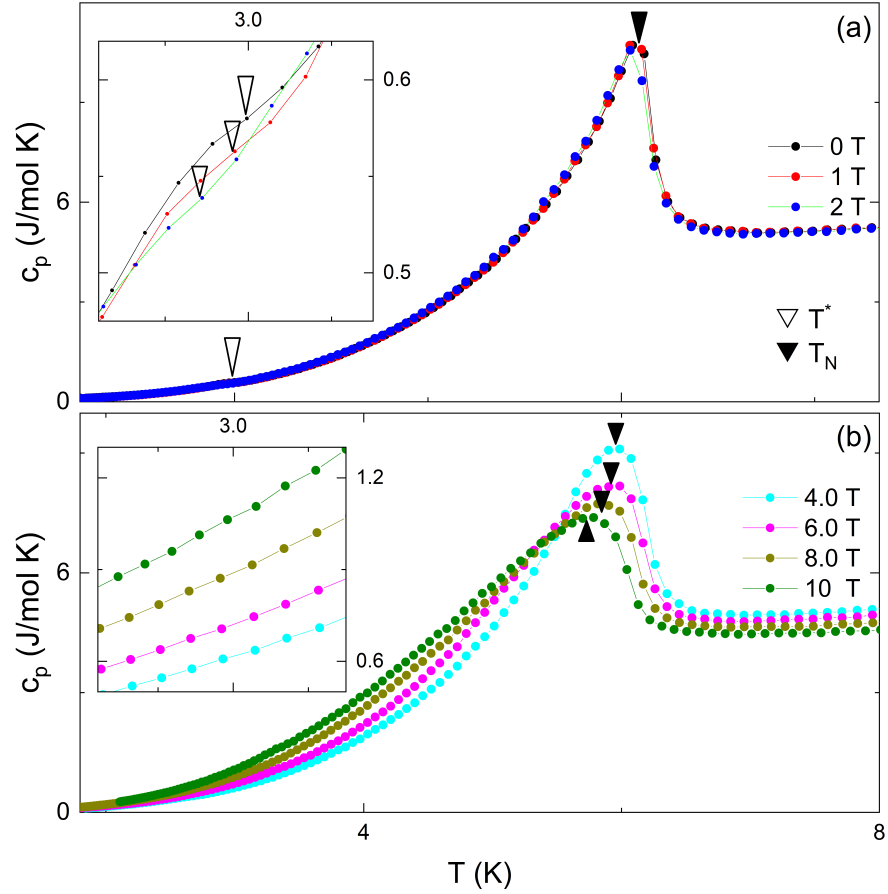 3.0
(a)
0.6
0.5
c_p (J/mol K)
6
0
0 T
1 T
2 T
T*
T_N
(b)
3.0
1.2
0.6
c_p (J/mol K)
6
0
4.0 T
6.0 T
8.0 T
10 T
4
8
T (K)